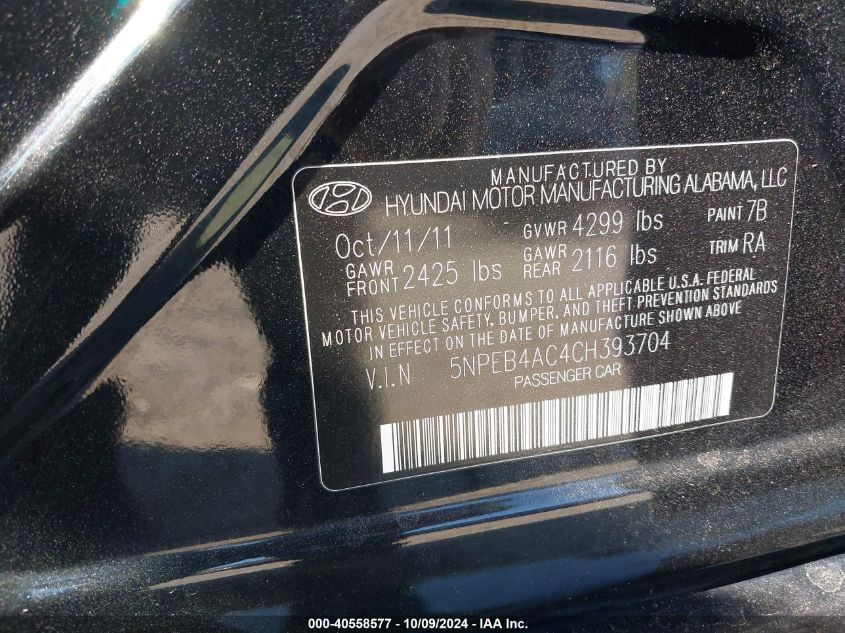 MANUFACTURED BY
HYUNDAI MOTOR MANUFACTURING ALABAMA, LLC
Oct/11/11 GVWR 4299 lbs PAINT 7B
GAWR FRONT 2425 lbs GAWR REAR 2116 lbs TRIM RA
THIS VEHICLE CONFORMS TO ALL APPLICABLE U.S.A. FEDERAL
MOTOR VEHICLE SAFETY, BUMPER, AND THEFT PREVENTION STANDARDS
IN EFFECT ON THE DATE OF MANUFACTURE SHOWN ABOVE
V.I.N 5NPEB4AC4CH393704
PASSENGER CAR
000-40558577 - 10/09/2024 - IAA Inc.